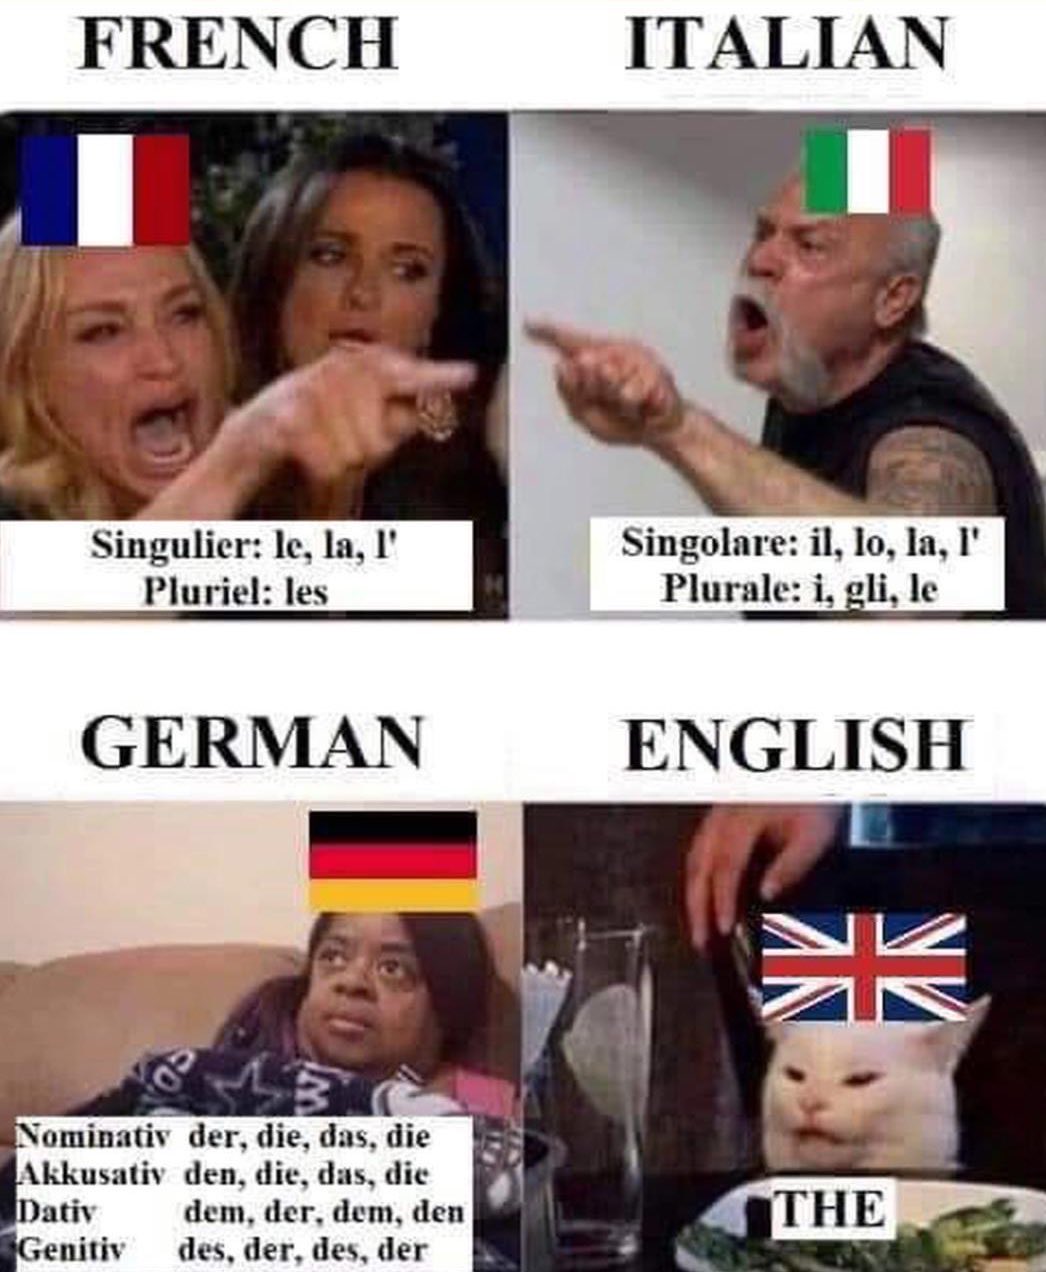 FRENCH
ITALIAN
Singulier: le, la, l'
Pluriel: les
Singolare: il, lo, la, l'
Plurale: i, gli, le
GERMAN
ENGLISH
Nominativ der, die, das, die
Akkusativ den, die, das, die
Dativ dem, der, dem, den
Genitiv des, der, des, der
THE